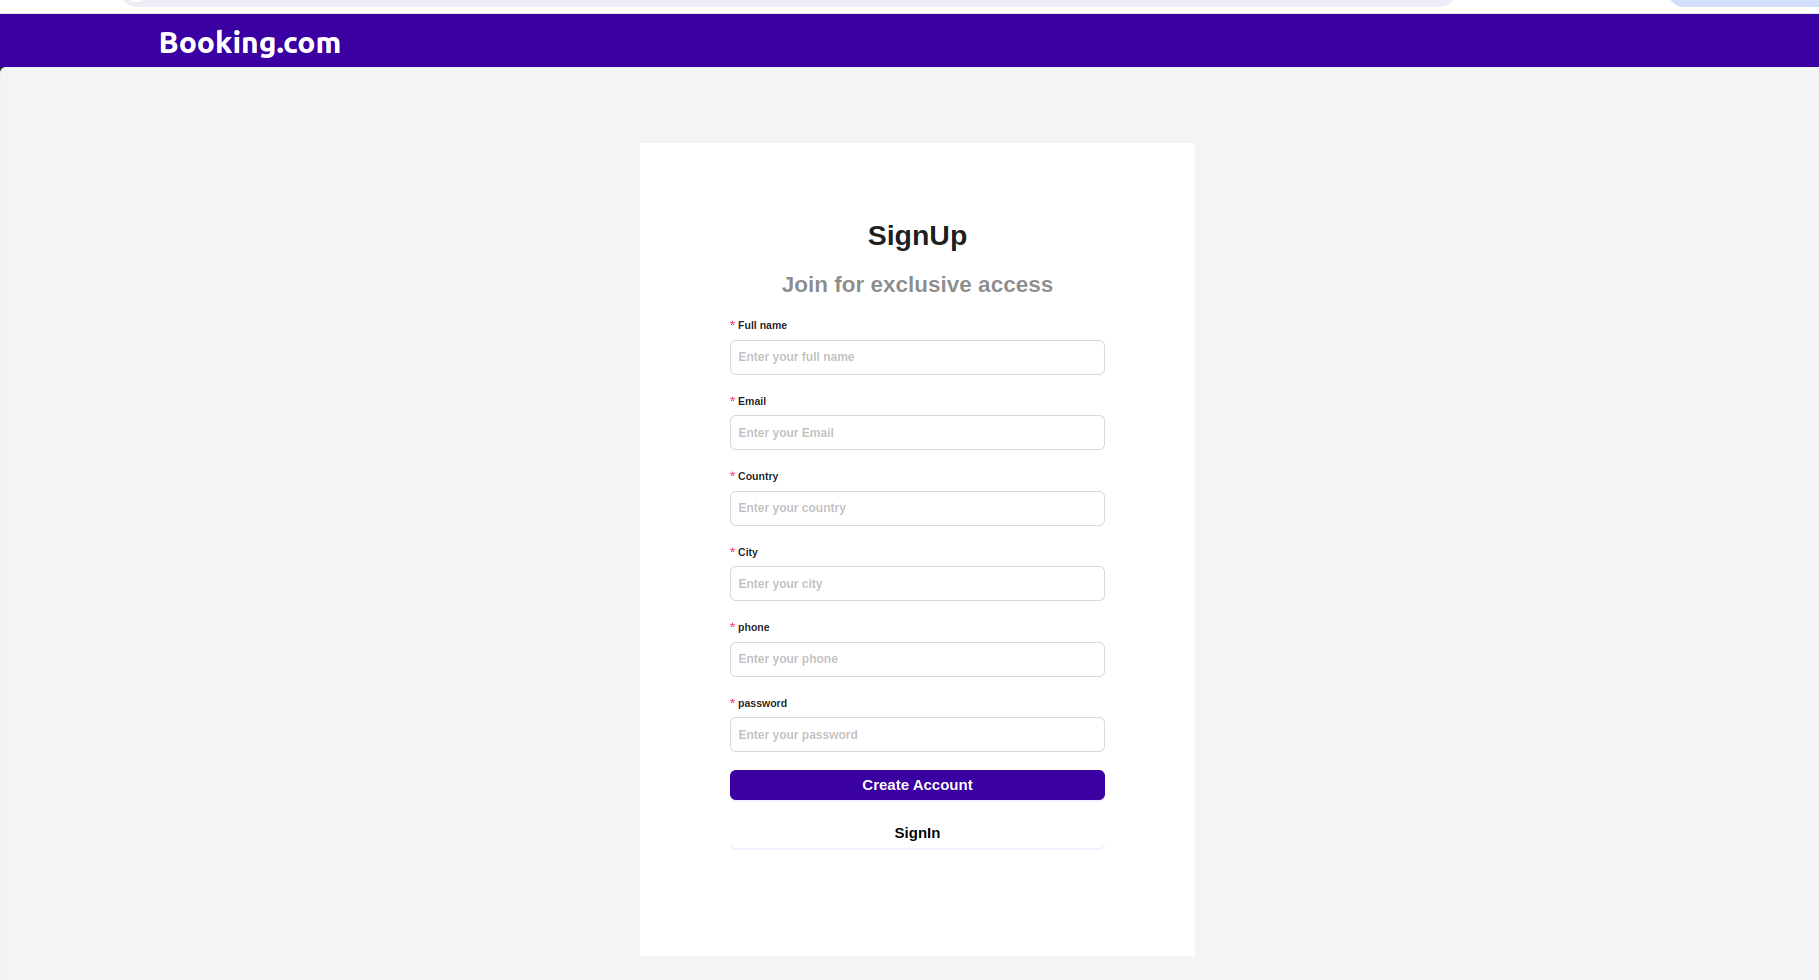 Booking.com
SignUp
Join for exclusive access
* Full name
Enter your full name
* Email
Enter your Email
* Country
Enter your country
* City
Enter your city
* phone
Enter your phone
* password
Enter your password
Create Account
SignIn